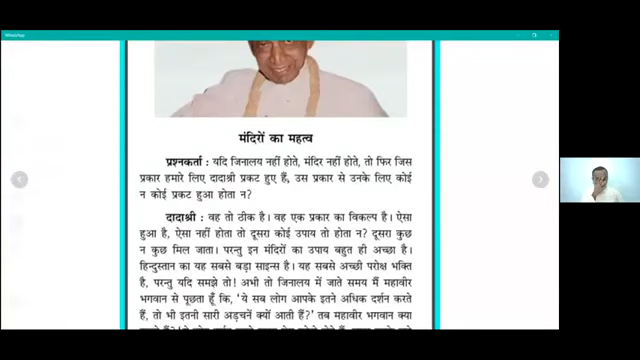 WhatsApp
मंदिरों का महत्व
प्रश्नकर्ता : यदि जिनालय नहीं होते, मंदिर नहीं होते, तो फिर जिस
प्रकार हमारे लिए दादाश्री प्रकट हुए हैं, उस प्रकार से उनके लिए कोई
न कोई प्रकट हुआ होता न?
दादाश्री : वह तो ठीक है। वह एक प्रकार का विकल्प है। ऐसा
हुआ है, ऐसा नहीं होता तो दूसरा कोई उपाय तो होता न? दूसरा कुछ
न कुछ मिल जाता। परन्तु इन मंदिरों का उपाय बहुत ही अच्छा है।
हिन्दुस्तान का यह सबसे बड़ा साइन्स है। यह सबसे अच्छी परोक्ष भक्ति
है, परन्तु यदि समझे तो! अभी तो जिनालय में जाते समय मैं महावीर
भगवान से पूछता हूँ कि, 'ये सब लोग आपके इतने अधिक दर्शन करते
हैं, तो भी इतनी सारी अड़चनें क्यों आती हैं?' तब महावीर भगवान क्या